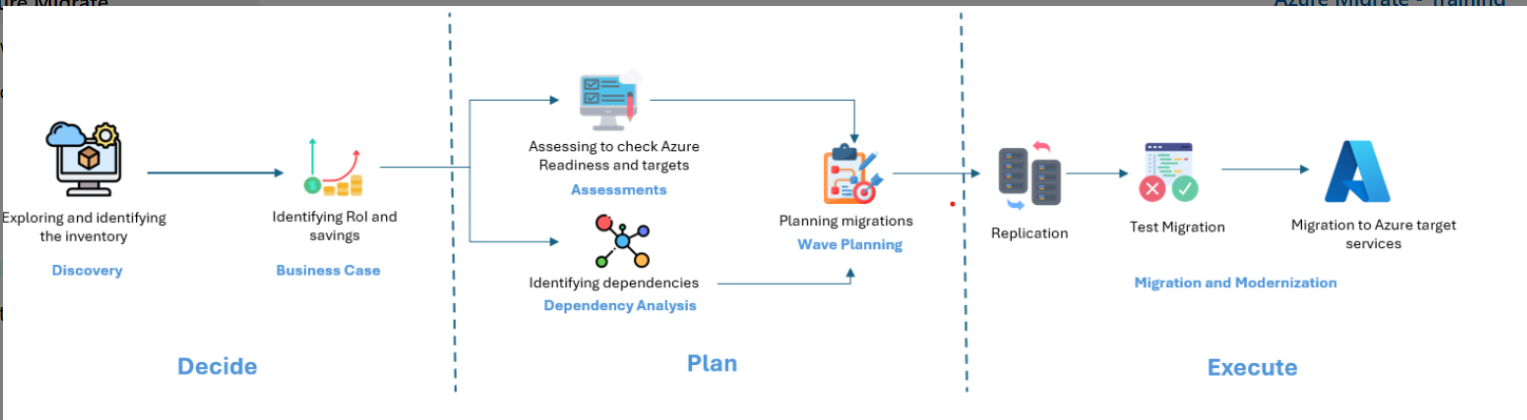 ure Migrate
Azure Migrate - Training
Exploring and identifying
the inventory
Discovery
Identifying RoI and
savings
Business Case
Decide
Assessing to check Azure
Readiness and targets
Assessments
Identifying dependencies
Dependency Analysis
Planning migrations
Wave Planning
Plan
Replication
Test Migration
Migration to Azure target
services
Migration and Modernization
Execute